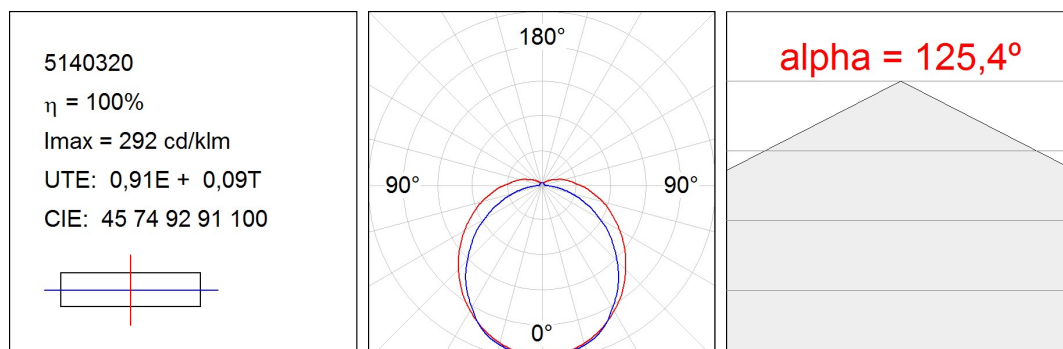 5140320
η = 100%
Imax = 292 cd/klm
UTE: 0,91E + 0,09T
CIE: 45 74 92 91 100
180°
90°
90°
0°
alpha = 125,4º